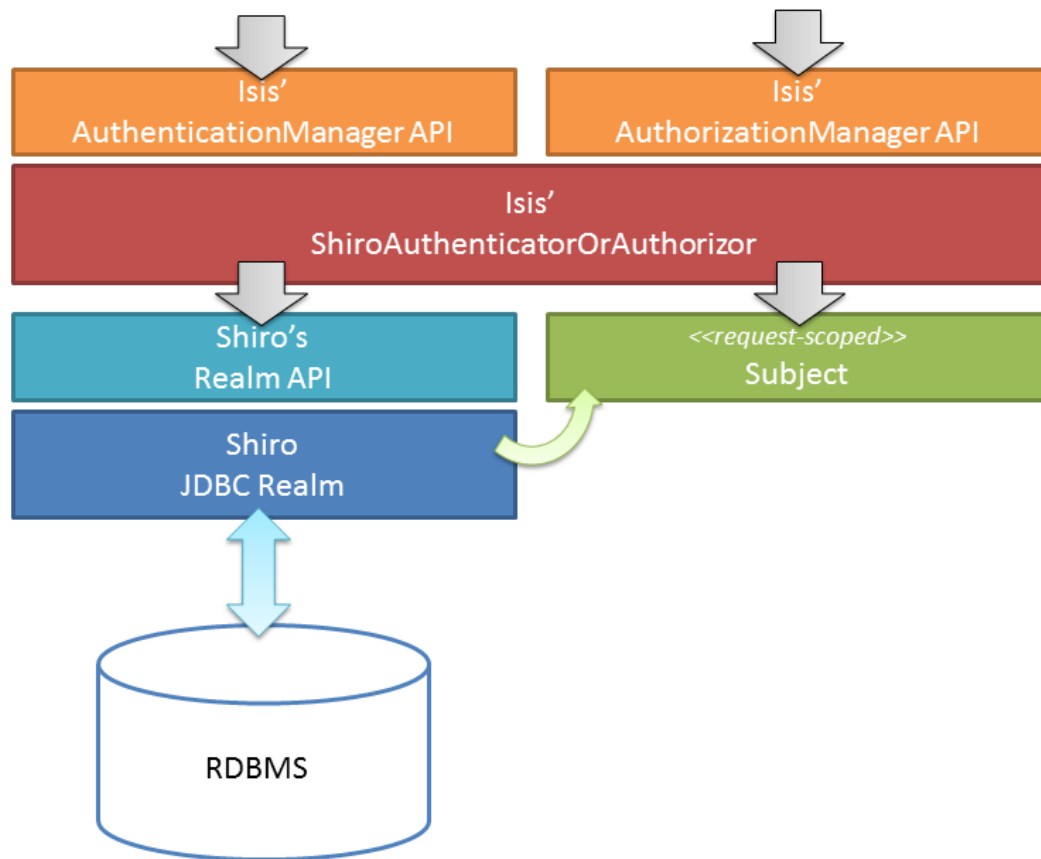 Isis’
AuthenticationManager API
Isis’
AuthorizationManager API
Isis’
ShiroAuthenticatorOrAuthorizor
Shiro’s
Realm API
<<request-scoped>>
Subject
Shiro
JDBC Realm
RDBMS